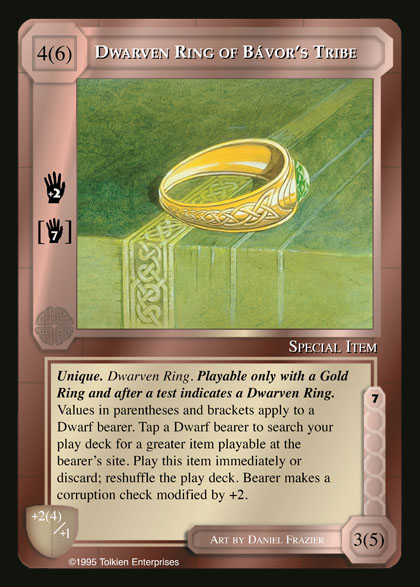 4(6)
Dwarven Ring of Bávor's Tribe
2
[7]
Special Item
Unique. Dwarven Ring. Playable only with a Gold
Ring and after a test indicates a Dwarven Ring.
Values in parentheses and brackets apply to a
Dwarf bearer. Tap a Dwarf bearer to search your
play deck for a greater item playable at the
bearer's site. Play this item immediately or
discard; reshuffle the play deck. Bearer makes a
corruption check modified by +2.
7
+2(4)
/+1
Art by Daniel Frazier
3(5)
©1995 Tolkien Enterprises